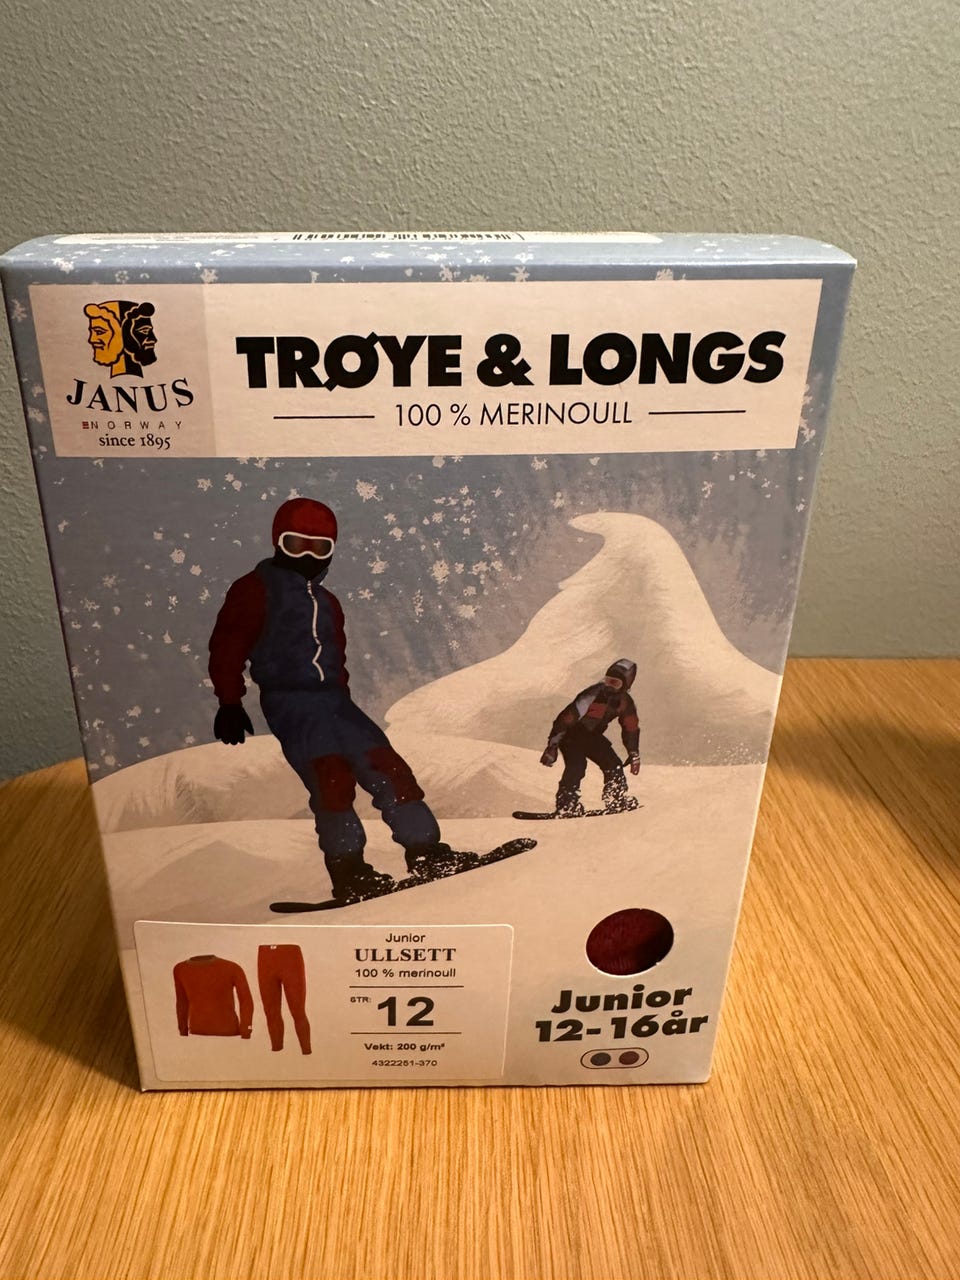 JANUS
NORWAY
since 1895
TRØYE & LONGS
100 % MERINOULL
Junior
ULLSETT
100 % merinoull
STR: 12
Vekt: 200 g/m²
4322251-370
Junior
12-16år